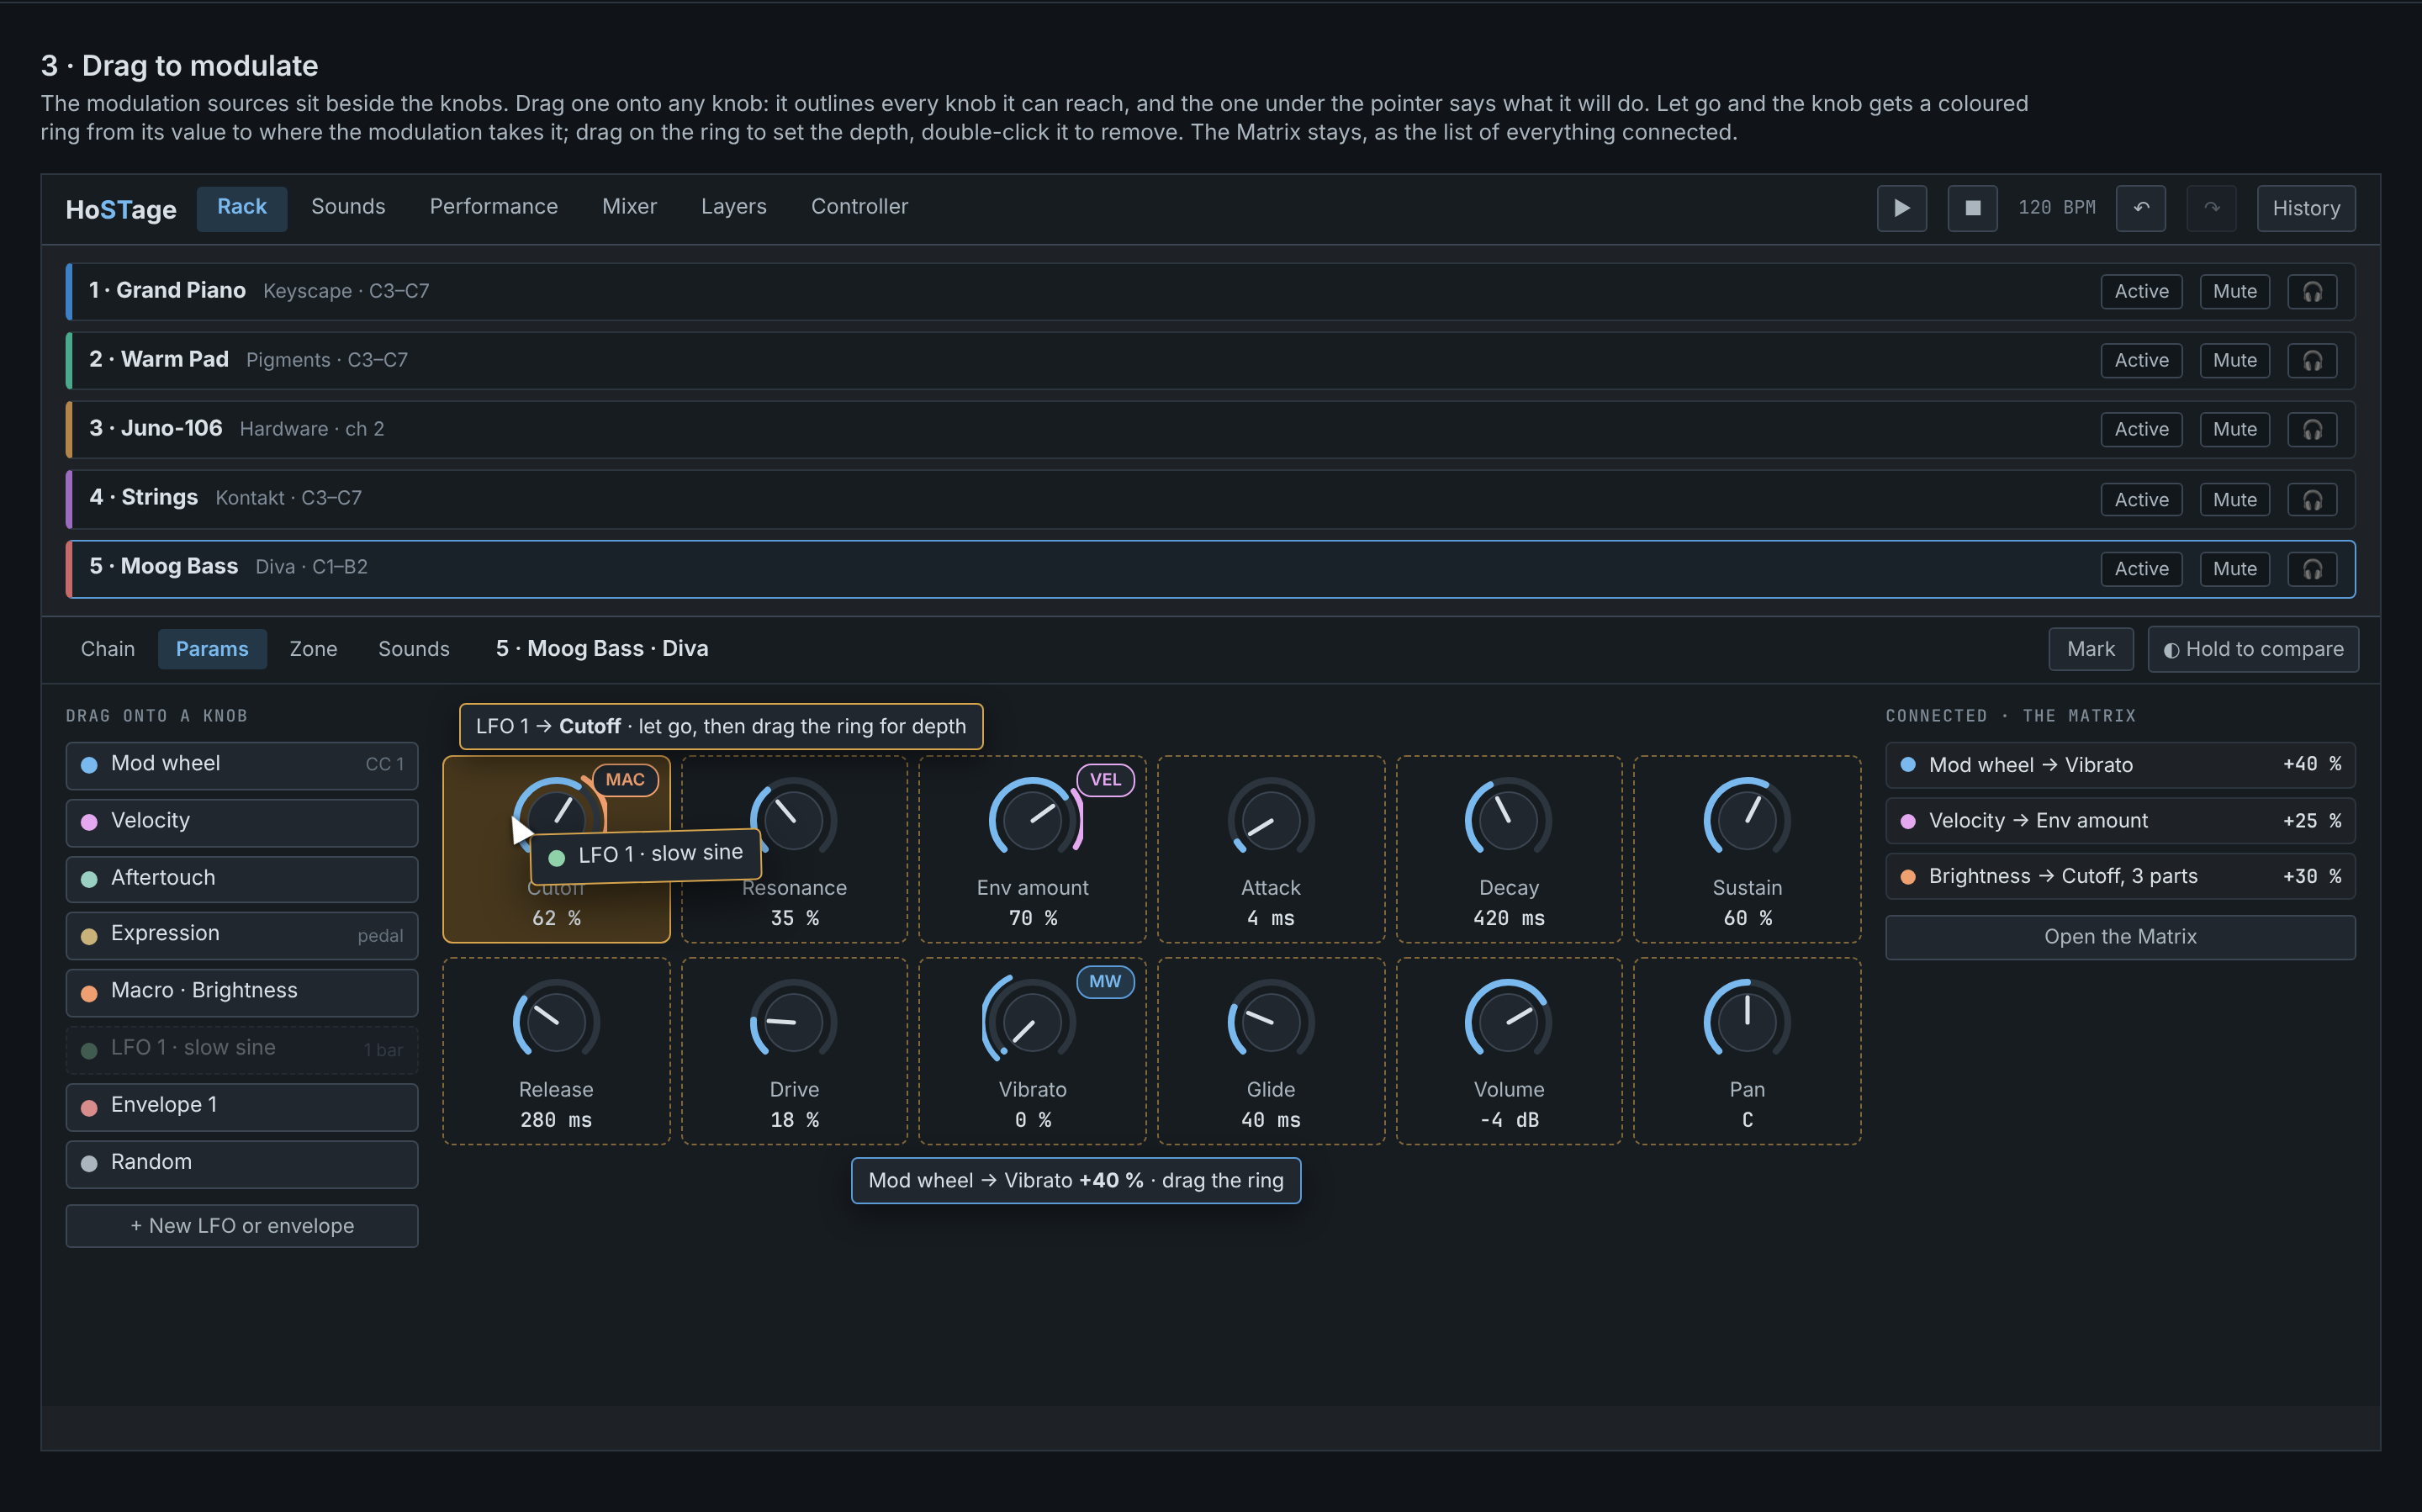 3 · Drag to modulate
The modulation sources sit beside the knobs. Drag one onto any knob: it outlines every knob it can reach, and the one under the pointer says what it will do. Let go and the knob gets a coloured
ring from its value to where the modulation takes it; drag on the ring to set the depth, double-click it to remove. The Matrix stays, as the list of everything connected.
HoSTage Rack Sounds Performance Mixer Layers Controller 120 BPM History
1 · Grand Piano Keyscape · C3–C7 Active Mute
2 · Warm Pad Pigments · C3–C7 Active Mute
3 · Juno-106 Hardware · ch 2 Active Mute
4 · Strings Kontakt · C3–C7 Active Mute
5 · Moog Bass Diva · C1–B2 Active Mute
Chain Params Zone Sounds 5 · Moog Bass · Diva Mark Hold to compare
DRAG ONTO A KNOB
Mod wheel CC 1
Velocity
Aftertouch
Expression pedal
Macro · Brightness
LFO 1 · slow sine 1 bar
Envelope 1
Random
+ New LFO or envelope
LFO 1 → Cutoff · let go, then drag the ring for depth
MAC VEL
LFO 1 · slow sine
Cutoff Resonance Env amount Attack Decay Sustain
62 % 35 % 70 % 4 ms 420 ms 60 %
MW
Release Drive Vibrato Glide Volume Pan
280 ms 18 % 0 % 40 ms -4 dB C
Mod wheel → Vibrato +40 % · drag the ring
CONNECTED · THE MATRIX
Mod wheel → Vibrato +40 %
Velocity → Env amount +25 %
Brightness → Cutoff, 3 parts +30 %
Open the Matrix